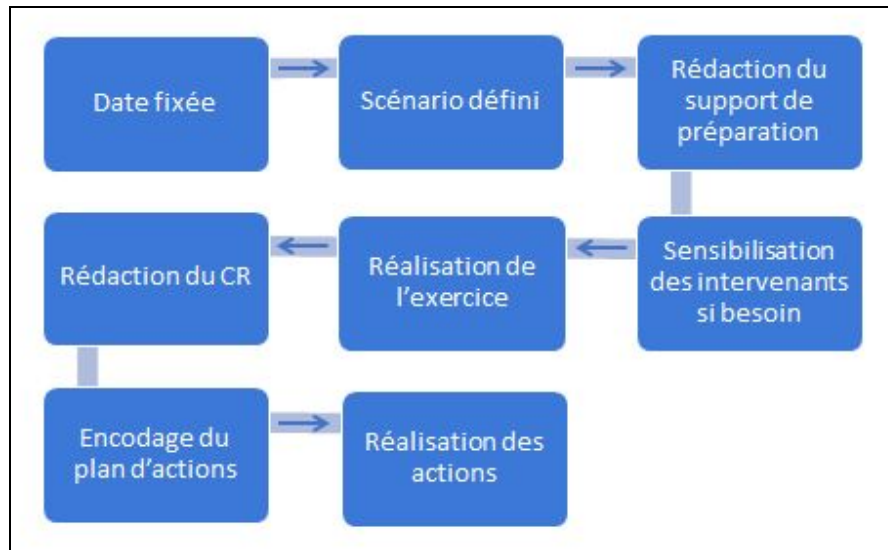 Date fixée
Scénario défini
Rédaction du
support de
préparation
Sensibilisation
des intervenants
si besoin
Réalisation de
l'exercice
Rédaction du CR
Encodage du
plan d'actions
Réalisation des
actions